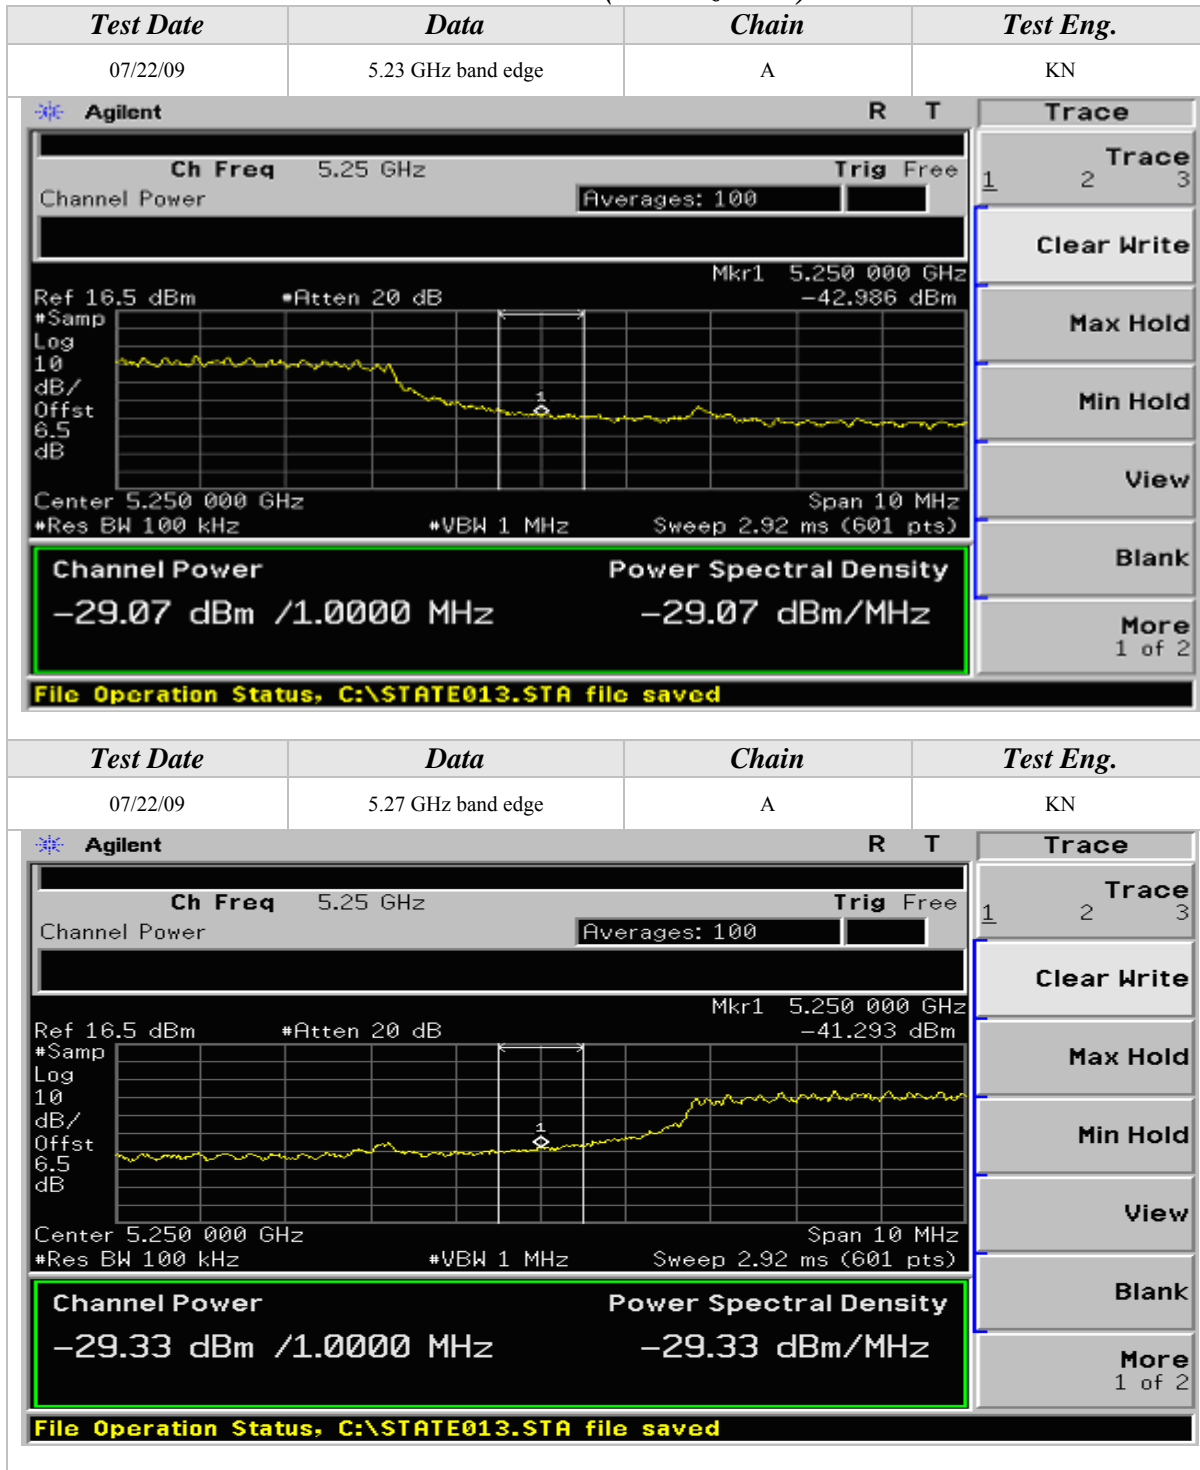 Test Date Data Chain Test Eng.
07/22/09 5.23 GHz band edge A KN
Agilent R T Trace
Ch Freq 5.25 GHz Trig Free
Channel Power Averages: 100
Trace
1 2 3
Clear Write
Mkr1 5.250 000 GHz
Ref 16.5 dBm *Atten 20 dB -42.986 dBm
#Samp
Log
10
dB/
Offst
6.5
dB
1
Max Hold
Min Hold
View
Center 5.250 000 GHz Span 10 MHz
#Res BW 100 kHz #VBW 1 MHz Sweep 2.92 ms (601 pts)
Channel Power Power Spectral Density
-29.07 dBm /1.0000 MHz -29.07 dBm/MHz
Blank
More
1 of 2
File Operation Status, C:\STATE013.STA file saved
Test Date Data Chain Test Eng.
07/22/09 5.27 GHz band edge A KN
Agilent R T Trace
Ch Freq 5.25 GHz Trig Free
Channel Power Averages: 100
Trace
1 2 3
Clear Write
Mkr1 5.250 000 GHz
Ref 16.5 dBm #Atten 20 dB -41.293 dBm
#Samp
Log
10
dB/
Offst
6.5
dB
1
Max Hold
Min Hold
View
Center 5.250 000 GHz Span 10 MHz
#Res BW 100 kHz #VBW 1 MHz Sweep 2.92 ms (601 pts)
Channel Power Power Spectral Density
-29.33 dBm /1.0000 MHz -29.33 dBm/MHz
Blank
More
1 of 2
File Operation Status, C:\STATE013.STA file saved